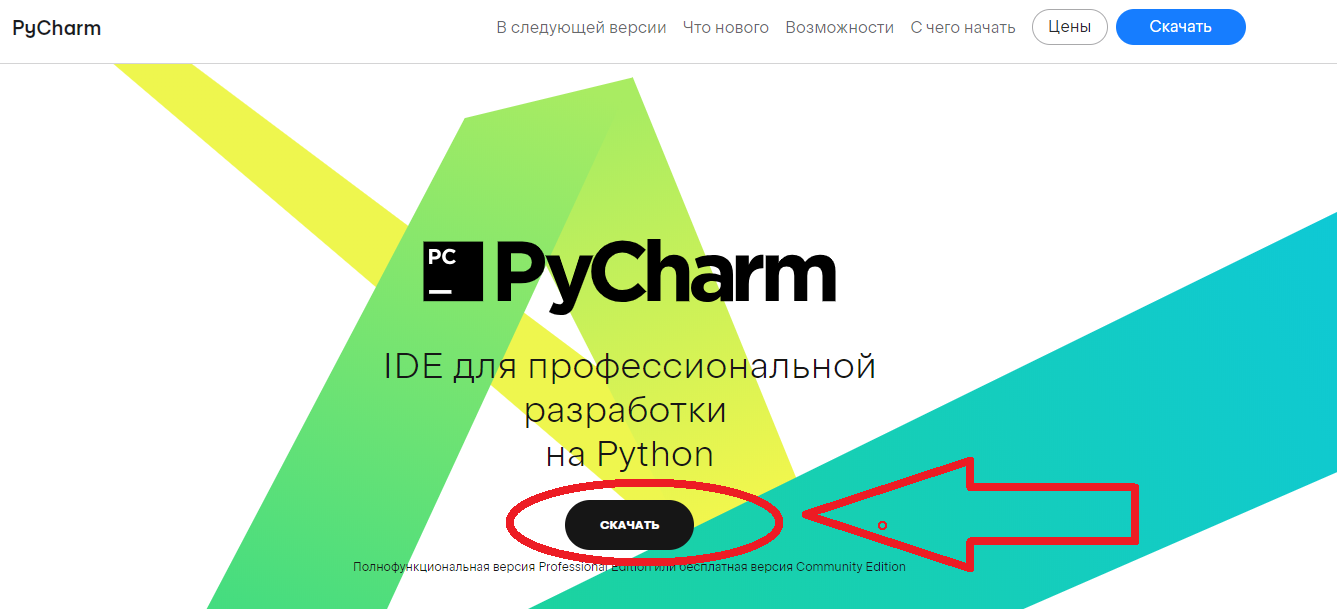 PyCharm
В следующей версии Что нового Возможности С чего начать Цены Скачать
PC
PyCharm
IDE для профессиональной
разработки
на Python
СКАЧАТЬ
Полнофункциональная версия Professional Edition или бесплатная версия Community Edition